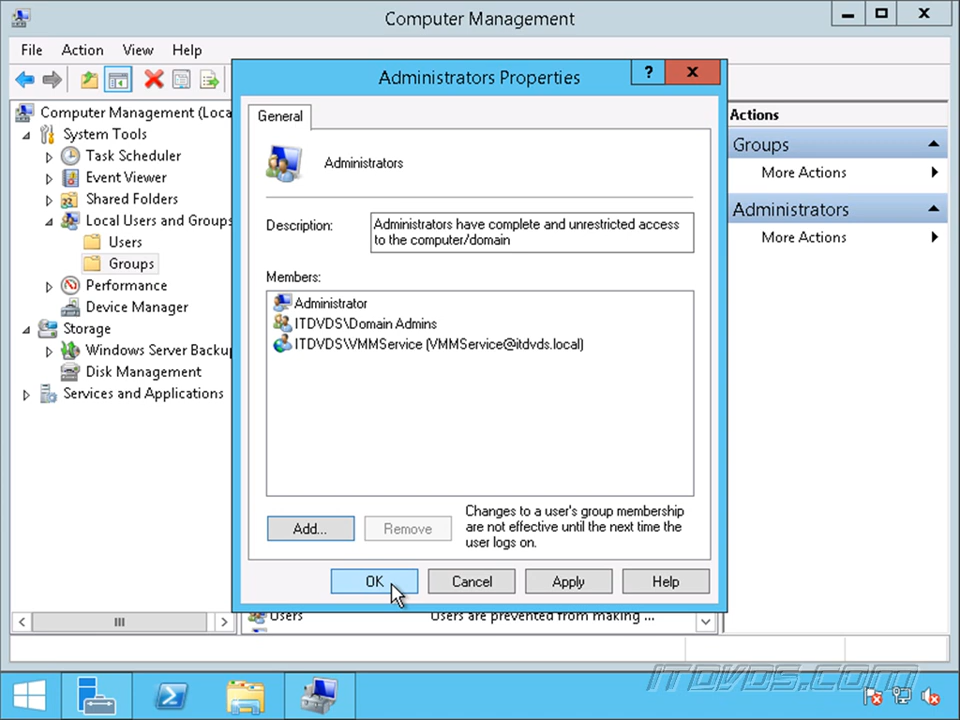 Computer Management
File Action View Help
Administrators Properties
?
Computer Management (Loca
System Tools
Task Scheduler
Event Viewer
Shared Folders
Local Users and Groups
Users
Groups
Performance
Device Manager
Storage
Windows Server Backup
Disk Management
Services and Applications
General
Administrators
Description:
Administrators have complete and unrestricted access
to the computer/domain
Members:
Administrator
ITDVDS\Domain Admins
ITDVDS\VMMService (VMMService@itdvds.local)
Add...
Remove
Changes to a user's group membership
are not effective until the next time the
user logs on.
OK
Cancel
Apply
Help
Users
Users are prevented from making ...
Actions
Groups
More Actions
Administrators
More Actions
ITDVDS.COM